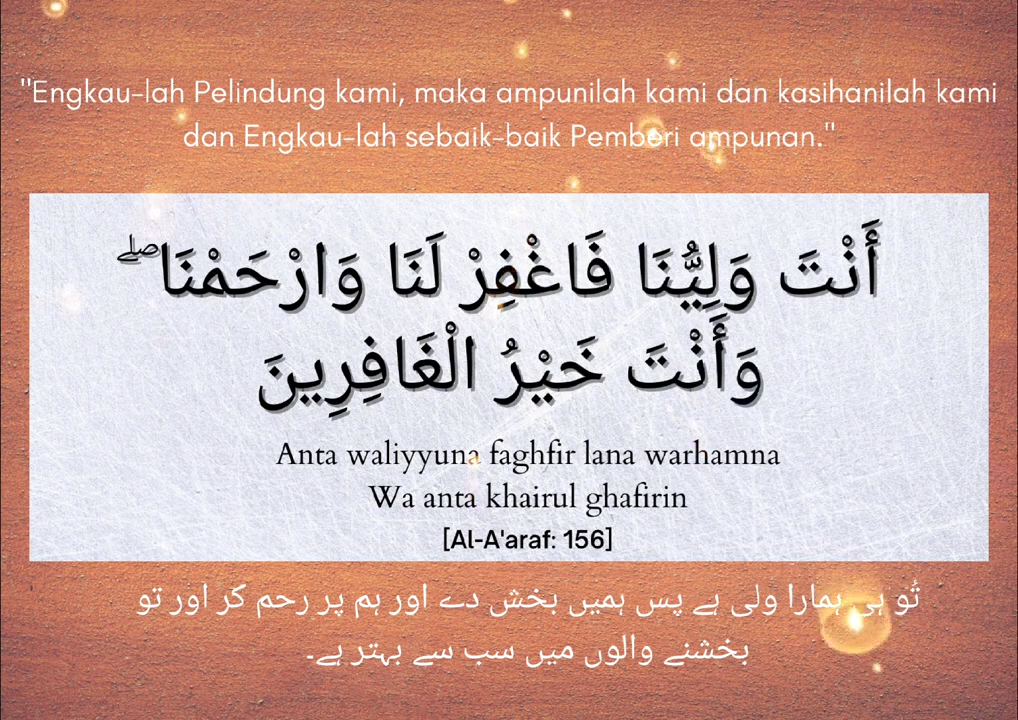 "Engkau-lah Pelindung kami, maka ampunilah kami dan kasihanilah kami
dan Engkau-lah sebaik-baik Pemberi ampunan."
أَنْتَ وَلِيُّنَا فَاغْفِرْ لَنَا وَارْحَمْنَا ۖ
وَأَنْتَ خَيْرُ الْغَافِرِينَ
Anta waliyyuna faghfir lana warhamna
Wa anta khairul ghafirin
[Al-A'araf: 156]
تُو ہی ہمارا ولی ہے پس ہمیں بخش دے اور ہم پر رحم کر اور تو
بخشنے والوں میں سب سے بہتر ہے۔